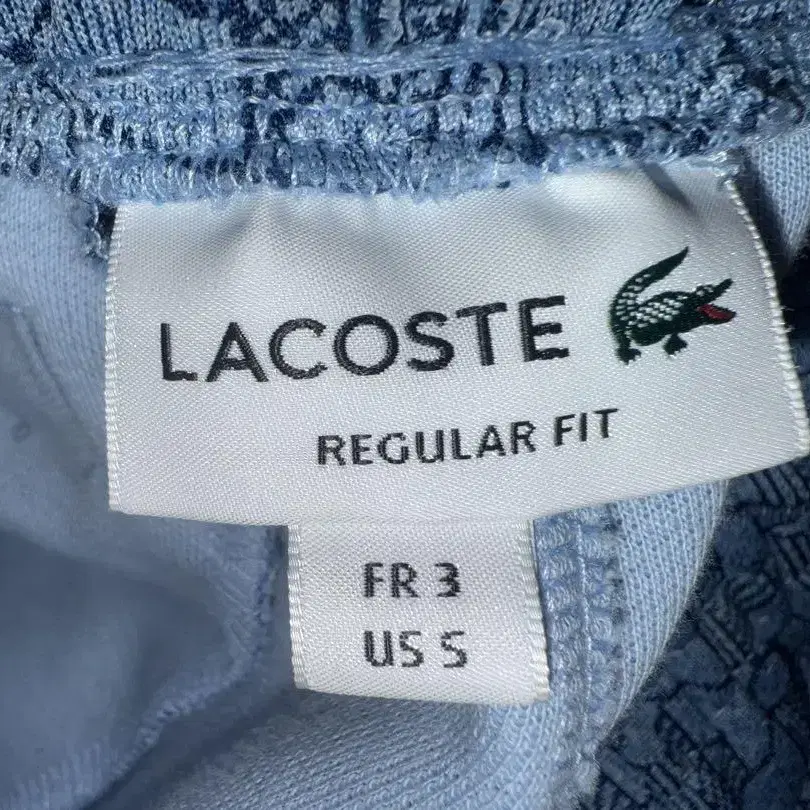 LACOSTE
REGULAR FIT
FR 3
US S